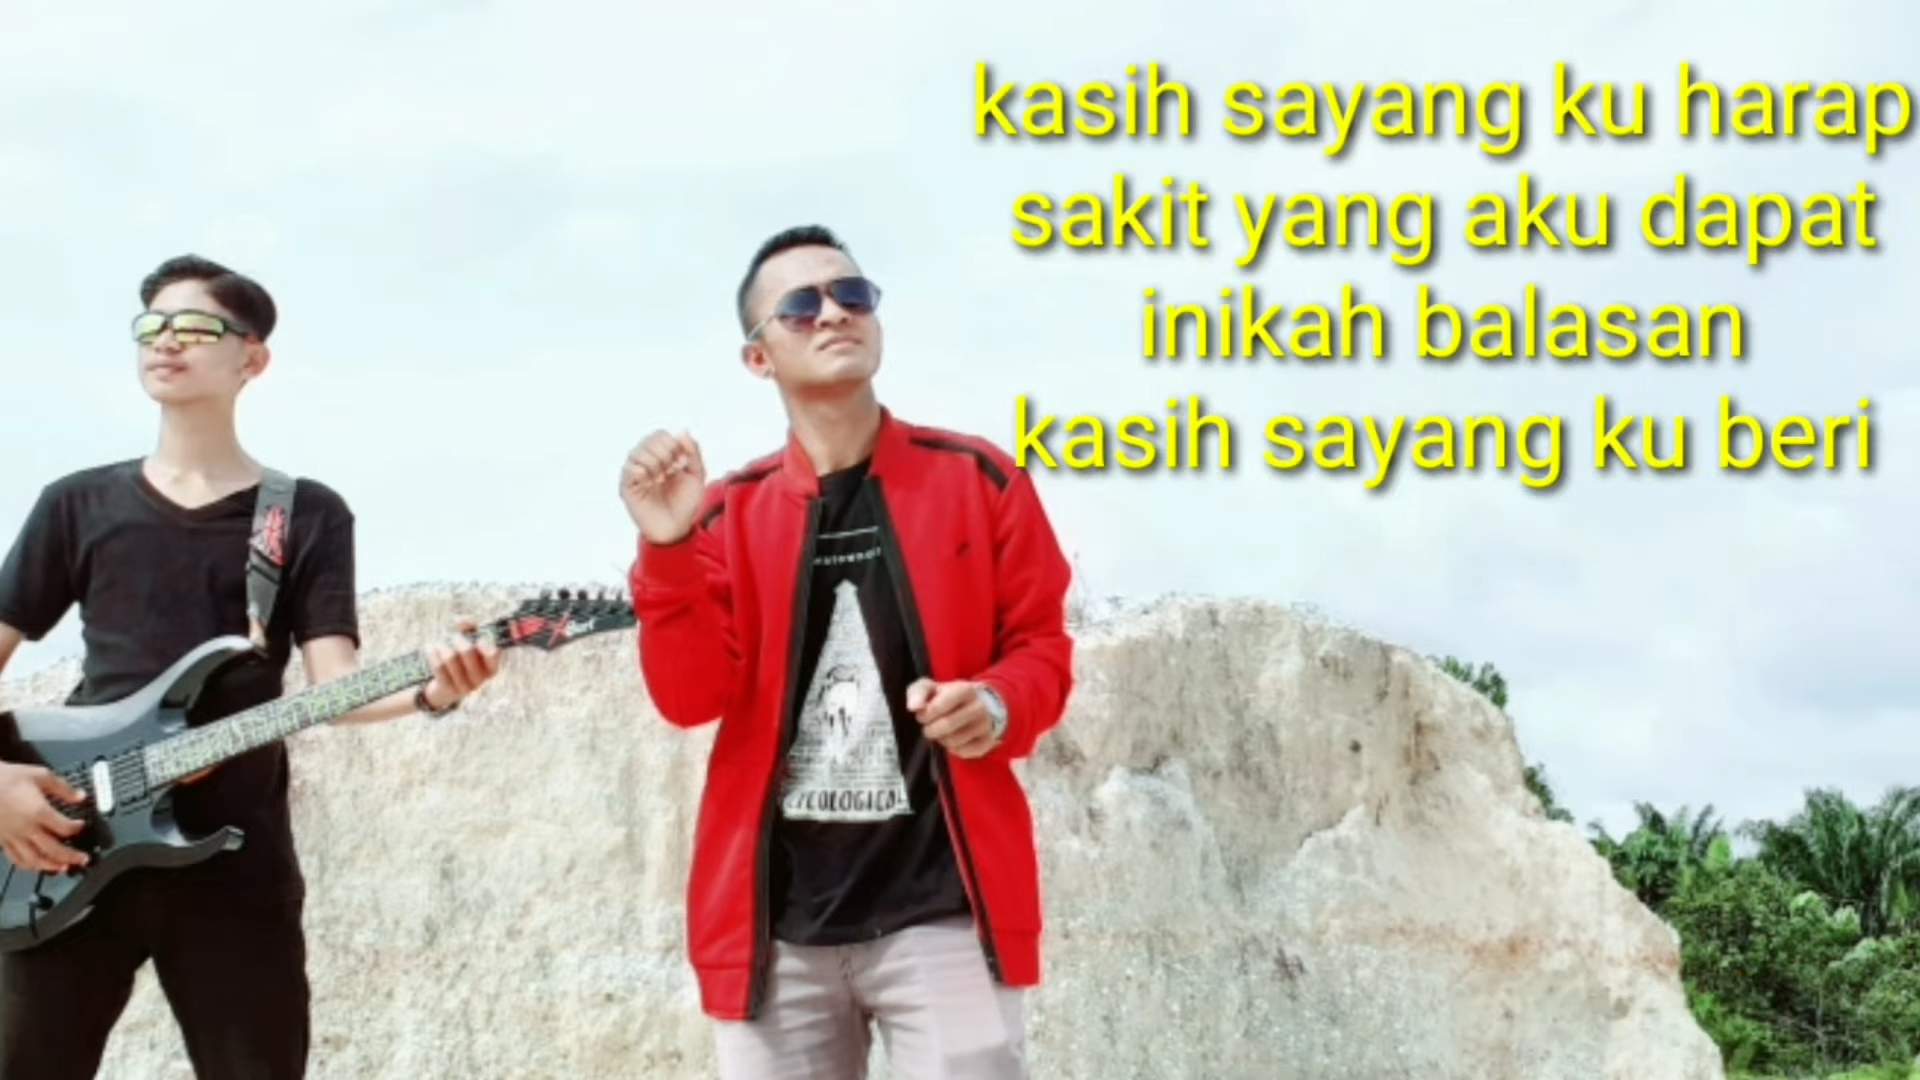 kasih sayang ku harap
sakit yang aku dapat
inikah balasan
kasih sayang ku beri